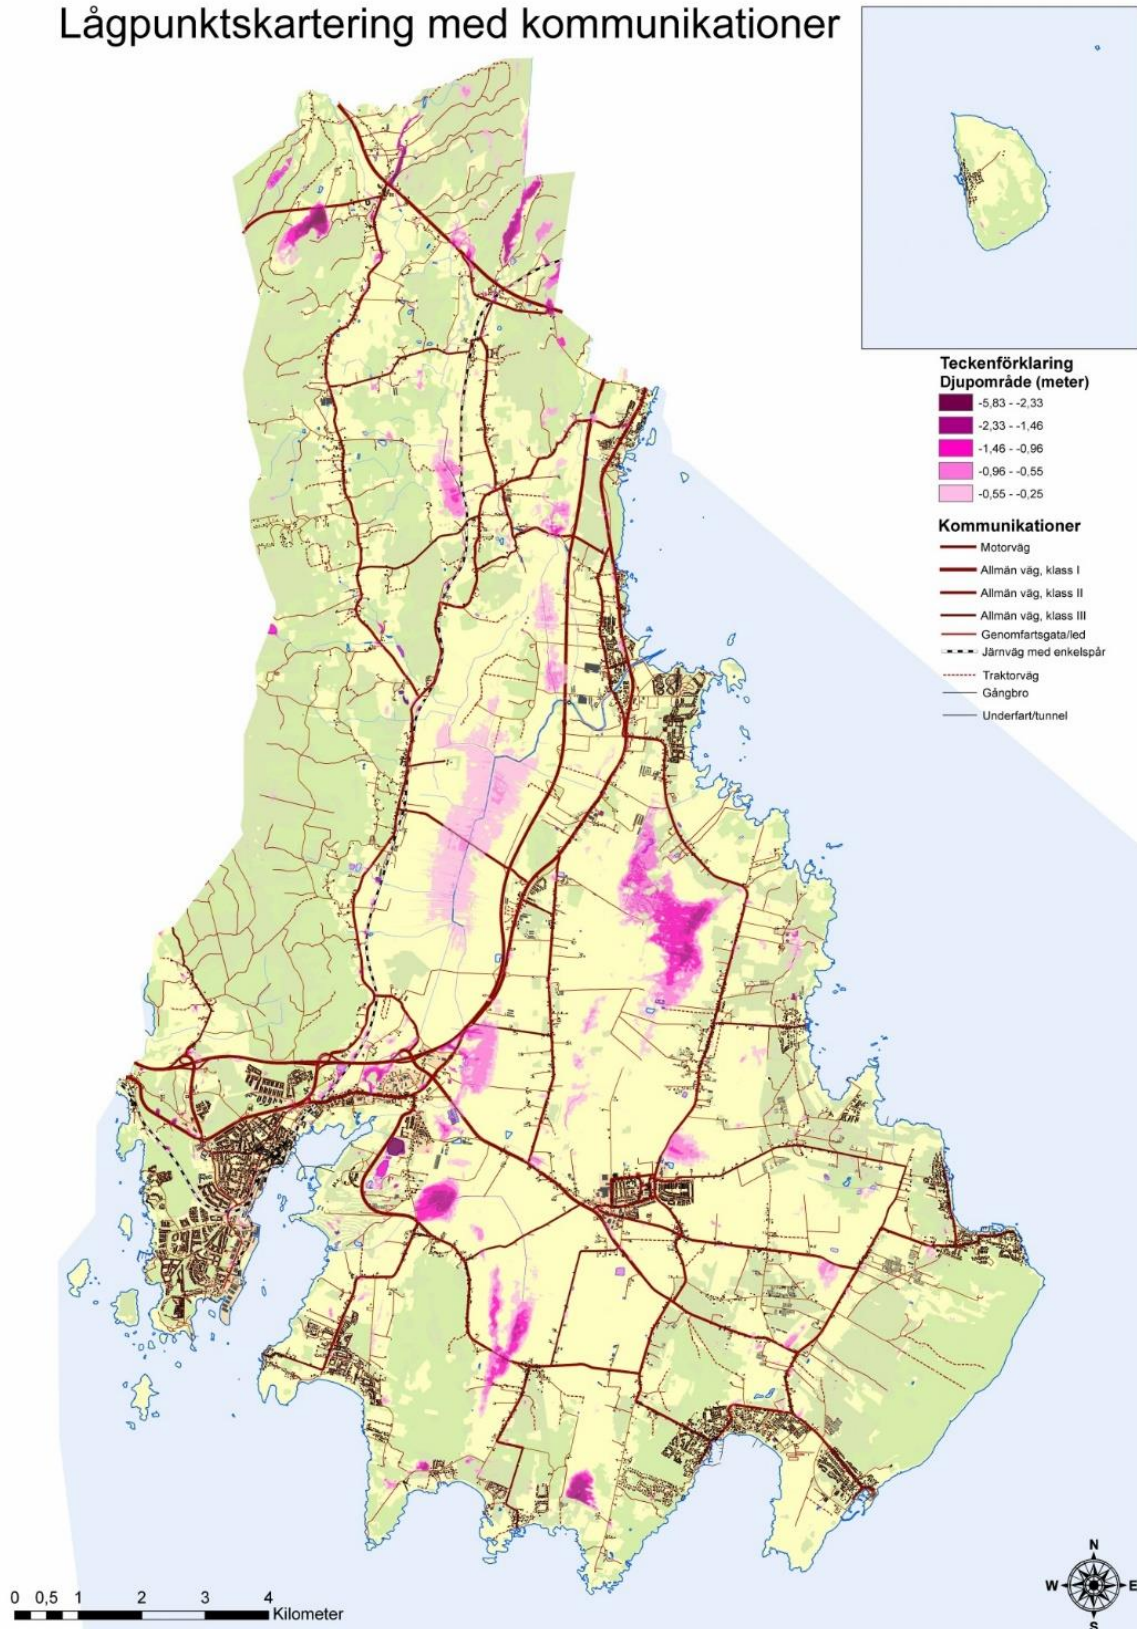 Lågpunktskartering med kommunikationer
Teckenförklaring
Djupområde (meter)
-5,83 - -2,33
-2,33 - -1,46
-1,46 - -0,96
-0,96 - -0,55
-0,55 - -0,25
Kommunikationer
Motorväg
Allmän väg, klass I
Allmän väg, klass II
Allmän väg, klass III
Genomfartsgata/led
Järnväg med enkelspår
Traktorväg
Gångbro
Underfart/tunnel
N
W E
S
0 0,5 1 2 3 4
Kilometer